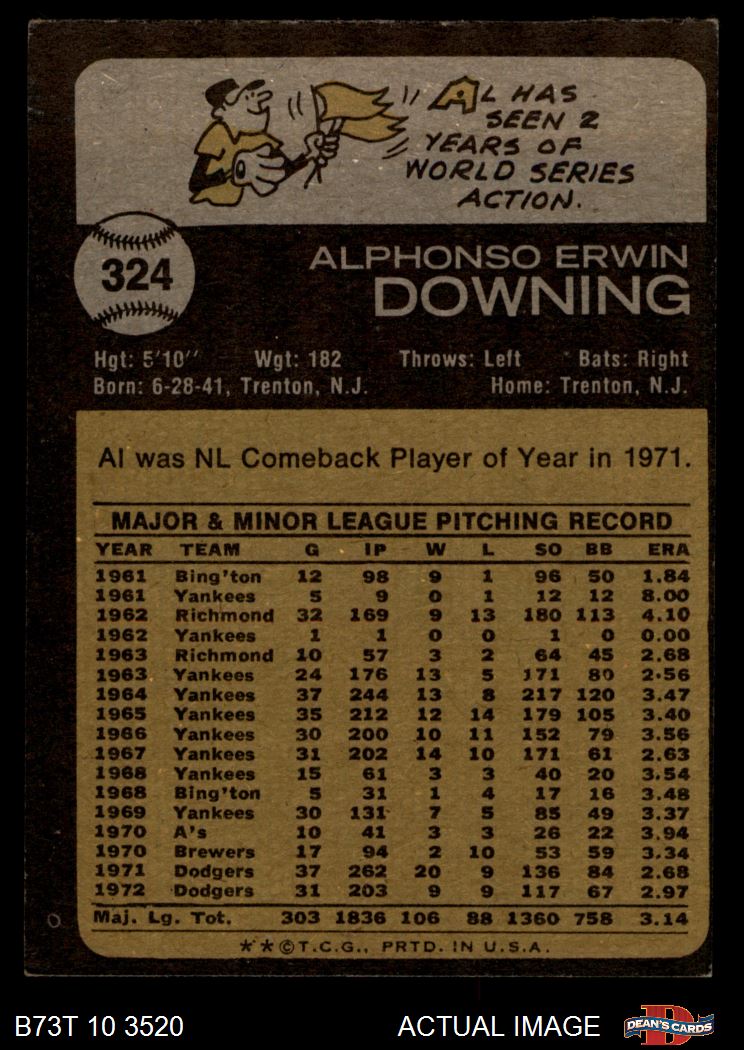 AL HAS
SEEN 2
YEARS OF
WORLD SERIES
ACTION.
324
ALPHONSO ERWIN
DOWNING
Hgt: 5'10" Wgt: 182 Throws: Left Bats: Right
Born: 6-28-41, Trenton, N.J. Home: Trenton, N.J.
Al was NL Comeback Player of Year in 1971.
MAJOR & MINOR LEAGUE PITCHING RECORD
YEAR TEAM G IP W L SO BB ERA
1961 Bing'ton 12 98 9 1 96 50 1.84
1961 Yankees 5 9 0 1 12 12 8.00
1962 Richmond 32 169 9 13 180 113 4.10
1962 Yankees 1 1 0 0 1 0 0.00
1963 Richmond 10 57 3 2 64 45 2.68
1963 Yankees 24 176 13 5 171 80 2.56
1964 Yankees 37 244 13 8 217 120 3.47
1965 Yankees 35 212 12 14 179 105 3.40
1966 Yankees 30 200 10 11 152 79 3.56
1967 Yankees 31 202 14 10 171 61 2.63
1968 Yankees 15 61 3 3 40 20 3.54
1968 Bing'ton 5 31 1 4 17 16 3.48
1969 Yankees 30 131 7 5 85 49 3.37
1970 A's 10 41 3 3 26 22 3.94
1970 Brewers 17 94 2 10 53 59 3.34
1971 Dodgers 37 262 20 9 136 84 2.68
1972 Dodgers 31 203 9 9 117 67 2.97
Maj. Lg. Tot. 303 1836 106 88 1360 758 3.14
**©T.C.G., PRTD. IN U.S.A.
B73T 10 3520 ACTUAL IMAGE DEAN'S CARDS